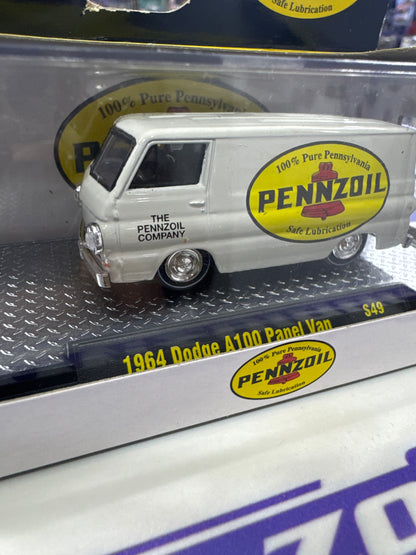 Safe Lubrication
100% Pure Pennsylvania
100% Pure Pennsylvania
PENNZOIL
Safe Lubrication
THE
PENNZOIL
COMPANY
1964 Dodge A100 Panel Van
S49
100% Pure Pennsylvania
PENNZOIL
Safe Lubrication